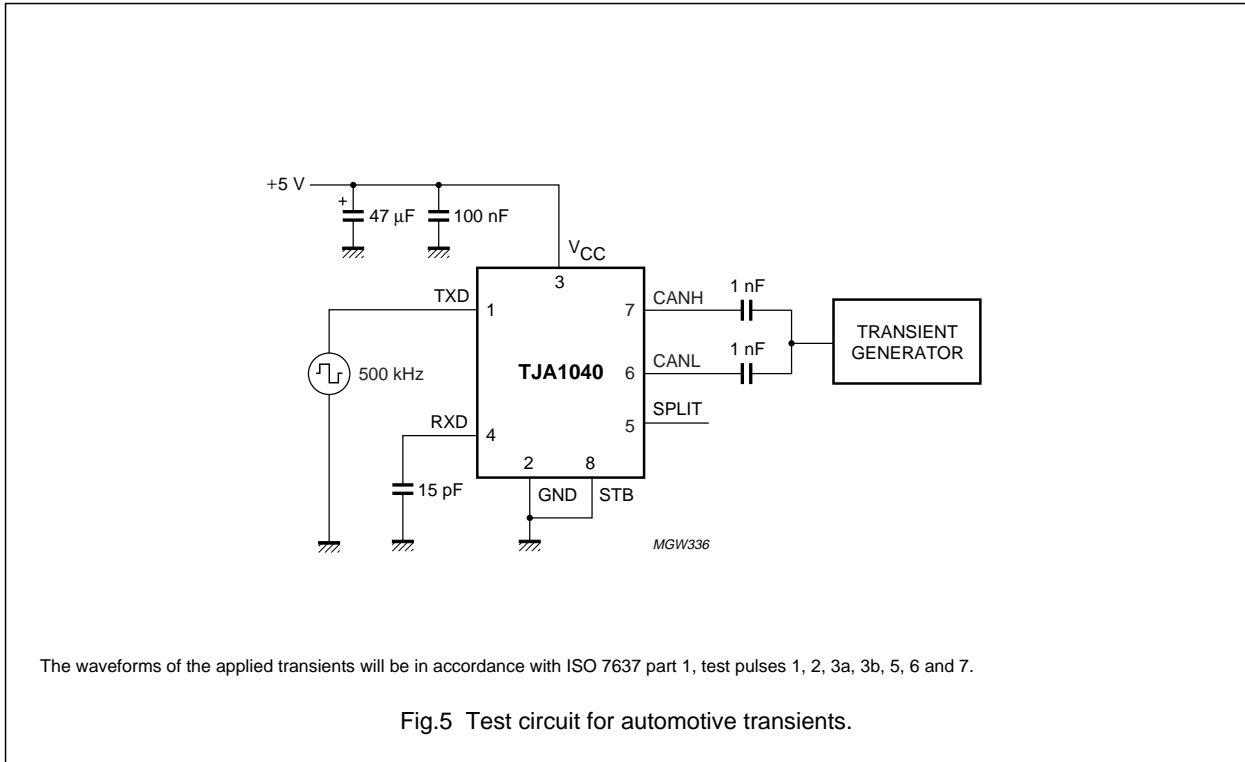 +5 V
+
47 µF
100 nF
VCC
3
TXD
1
7
CANH
1 nF
TRANSIENT
GENERATOR
1 nF
500 kHz
TJA1040
6
CANL
RXD
4
5
SPLIT
2
8
15 pF
GND
STB
MGW336
The waveforms of the applied transients will be in accordance with ISO 7637 part 1, test pulses 1, 2, 3a, 3b, 5, 6 and 7.
Fig.5 Test circuit for automotive transients.